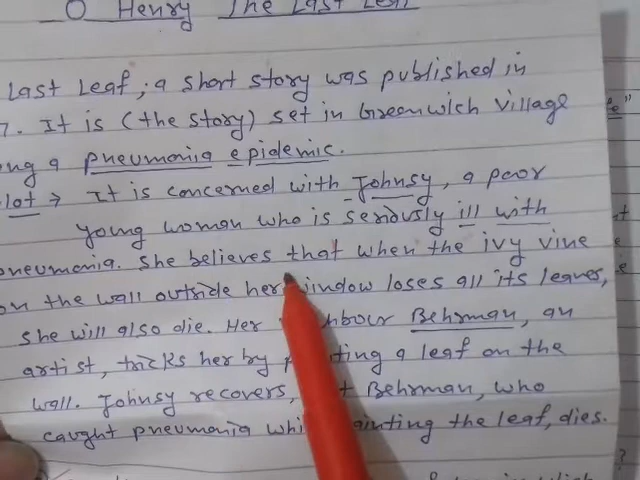 O Henry The Last Leaf
Last Leaf, a short story was published in
7. It is (the story) set in Greenwich village
a pneumonia epidemic.
→ It is concerned with Johnsy, a poor
young woman who is seriously ill with
pneumonia. She believes that when the ivy vine
on the wall outside her window loses all its leaves,
she will also die. Her Behrman, an
artist, tricks her by a leaf on the
wall. Johnsy recovers, Behrman, who
caught pneumonia the leaf, dies.